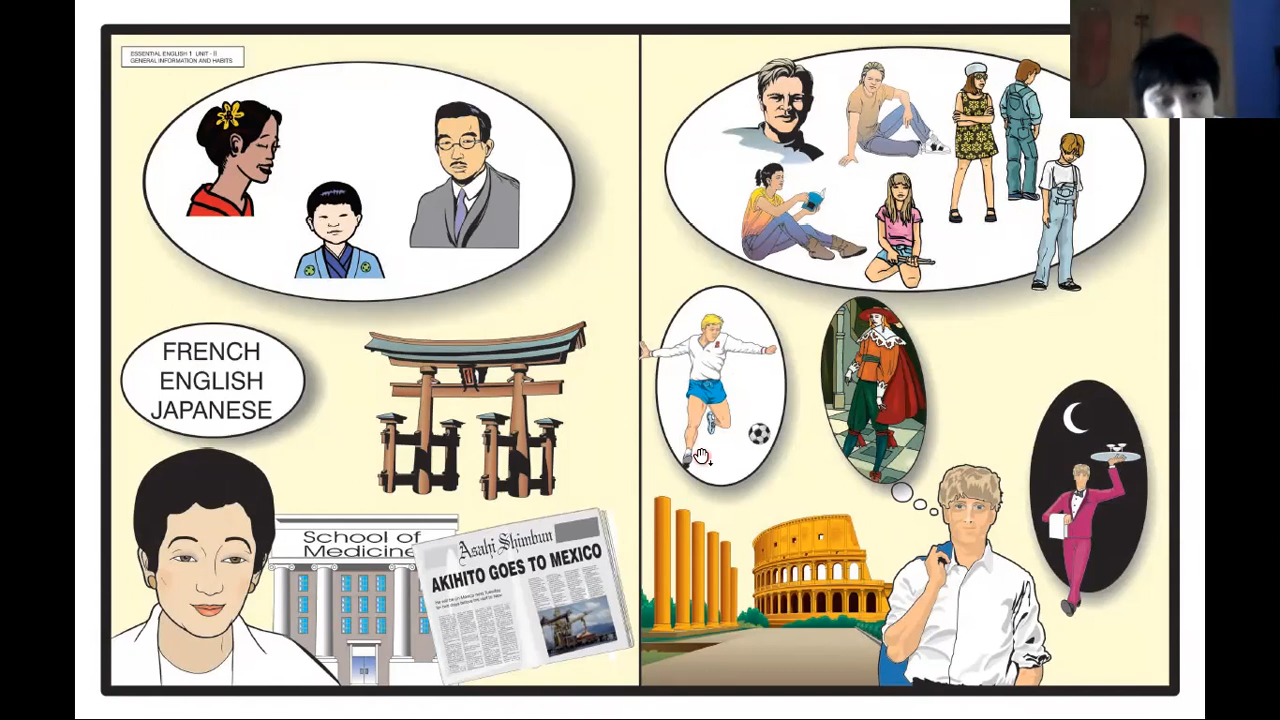 ESSENTIAL ENGLISH 1 UNIT - II
GENERAL INFORMATION AND HABITS
FRENCH
ENGLISH
JAPANESE
School of
Medicine
Asahi Shimbun
AKIHITO GOES TO MEXICO